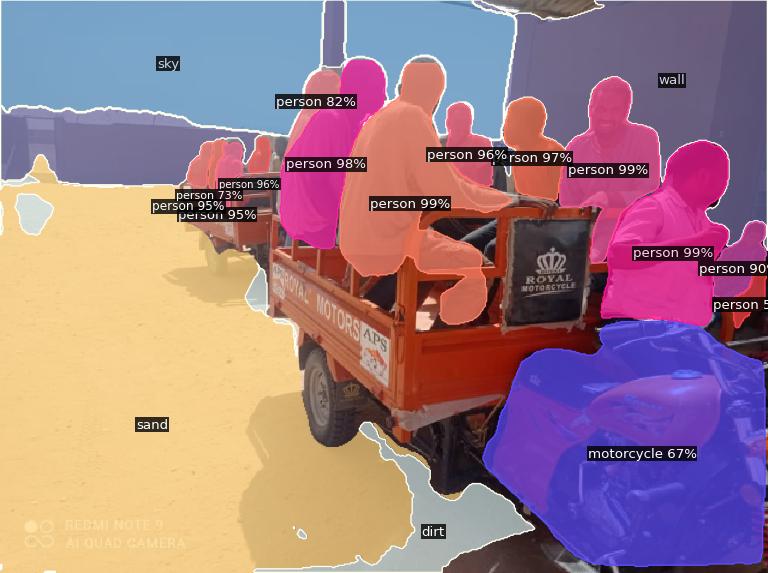 sky
wall
person 82%
person 96%
rson 97%
person 98%
person 99%
person 96%
person 73%
person 95%
person 95%
person 99%
person 99%
person 90
person 5
ROYAL
MOTORCYCLE
ROYAL MOTORS
APS
sand
motorcycle 67%
REDMI NOTE 9
AI QUAD CAMERA
dirt